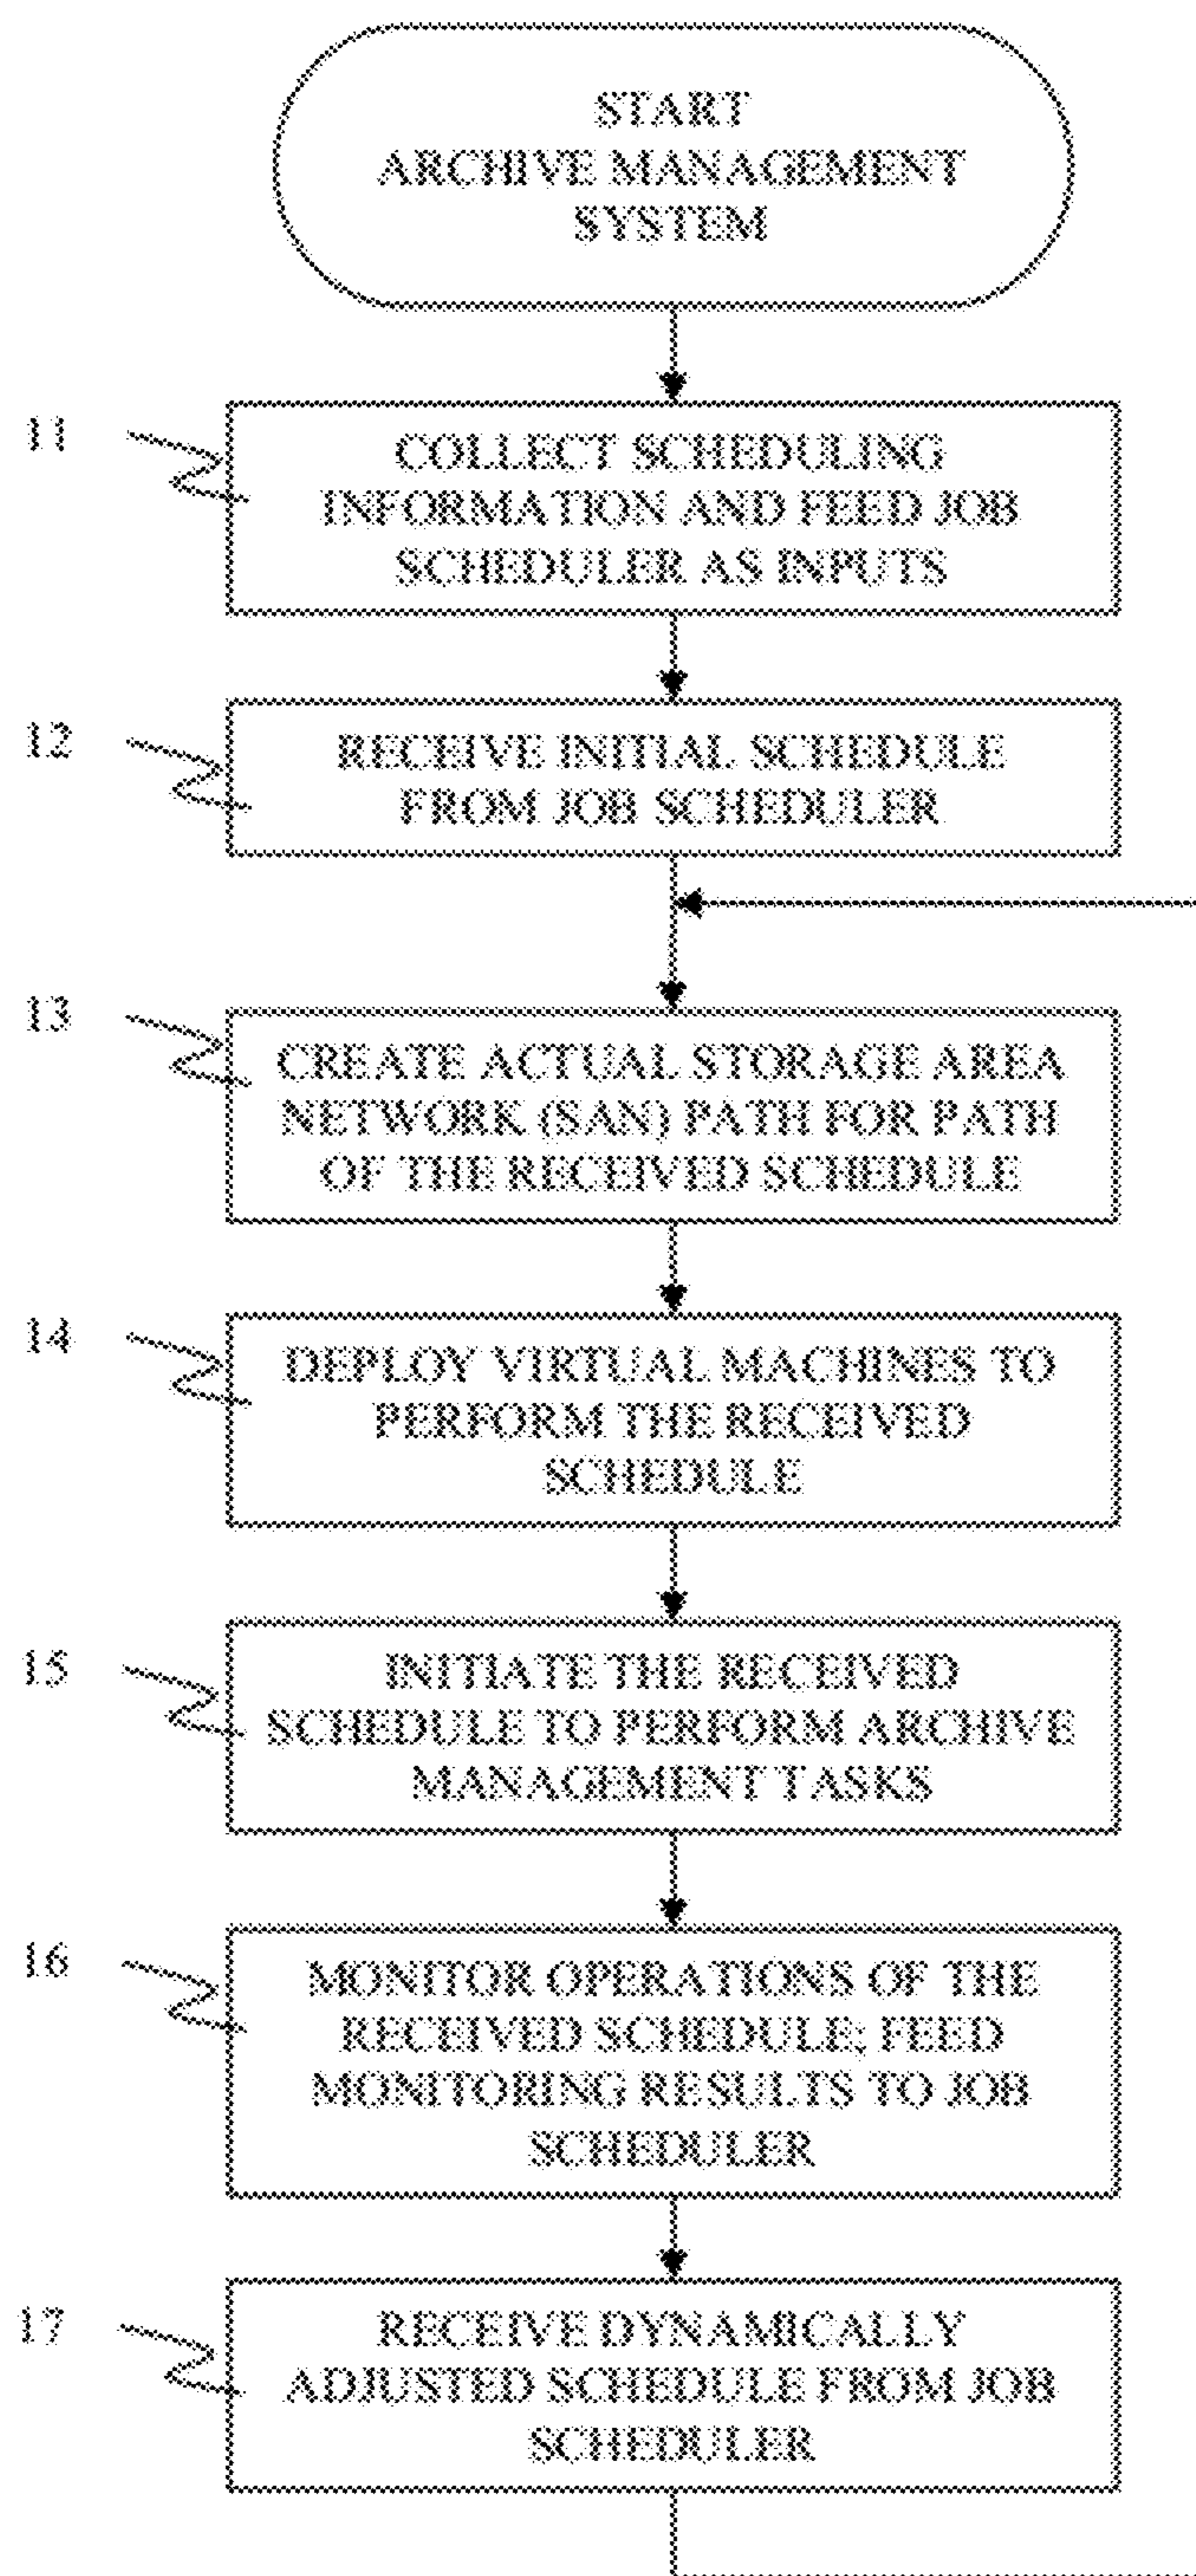 START
ARCHIVE MANAGEMENT
SYSTEM
11
COLLECT SCHEDULING
INFORMATION AND FEED JOB
SCHEDULER AS INPUTS
12
RECEIVE INITIAL SCHEDULE
FROM JOB SCHEDULER
13
CREATE ACTUAL STORAGE AREA
NETWORK (SAN) PATH FOR PATH
OF THE RECEIVED SCHEDULE
14
DEPLOY VIRTUAL MACHINES TO
PERFORM THE RECEIVED
SCHEDULE
15
INITIATE THE RECEIVED
SCHEDULE TO PERFORM ARCHIVE
MANAGEMENT TASKS
16
MONITOR OPERATIONS OF THE
RECEIVED SCHEDULE; FEED
MONITORING RESULTS TO JOB
SCHEDULER
17
RECEIVE DYNAMICALLY
ADJUSTED SCHEDULE FROM JOB
SCHEDULER